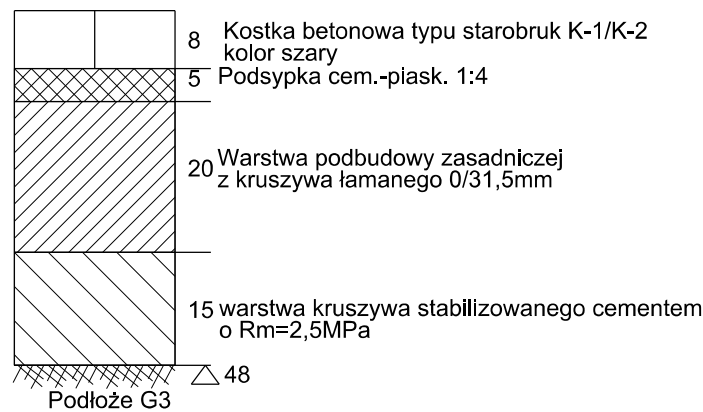 8 Kostka betonowa typu starobruk K-1/K-2
kolor szary
5 Podsypka cem.-piask. 1:4
20 Warstwa podbudowy zasadniczej
z kruszywa łamanego 0/31,5mm
15 warstwa kruszywa stabilizowanego cementem
o Rm=2,5MPa
48
Podłoże G3